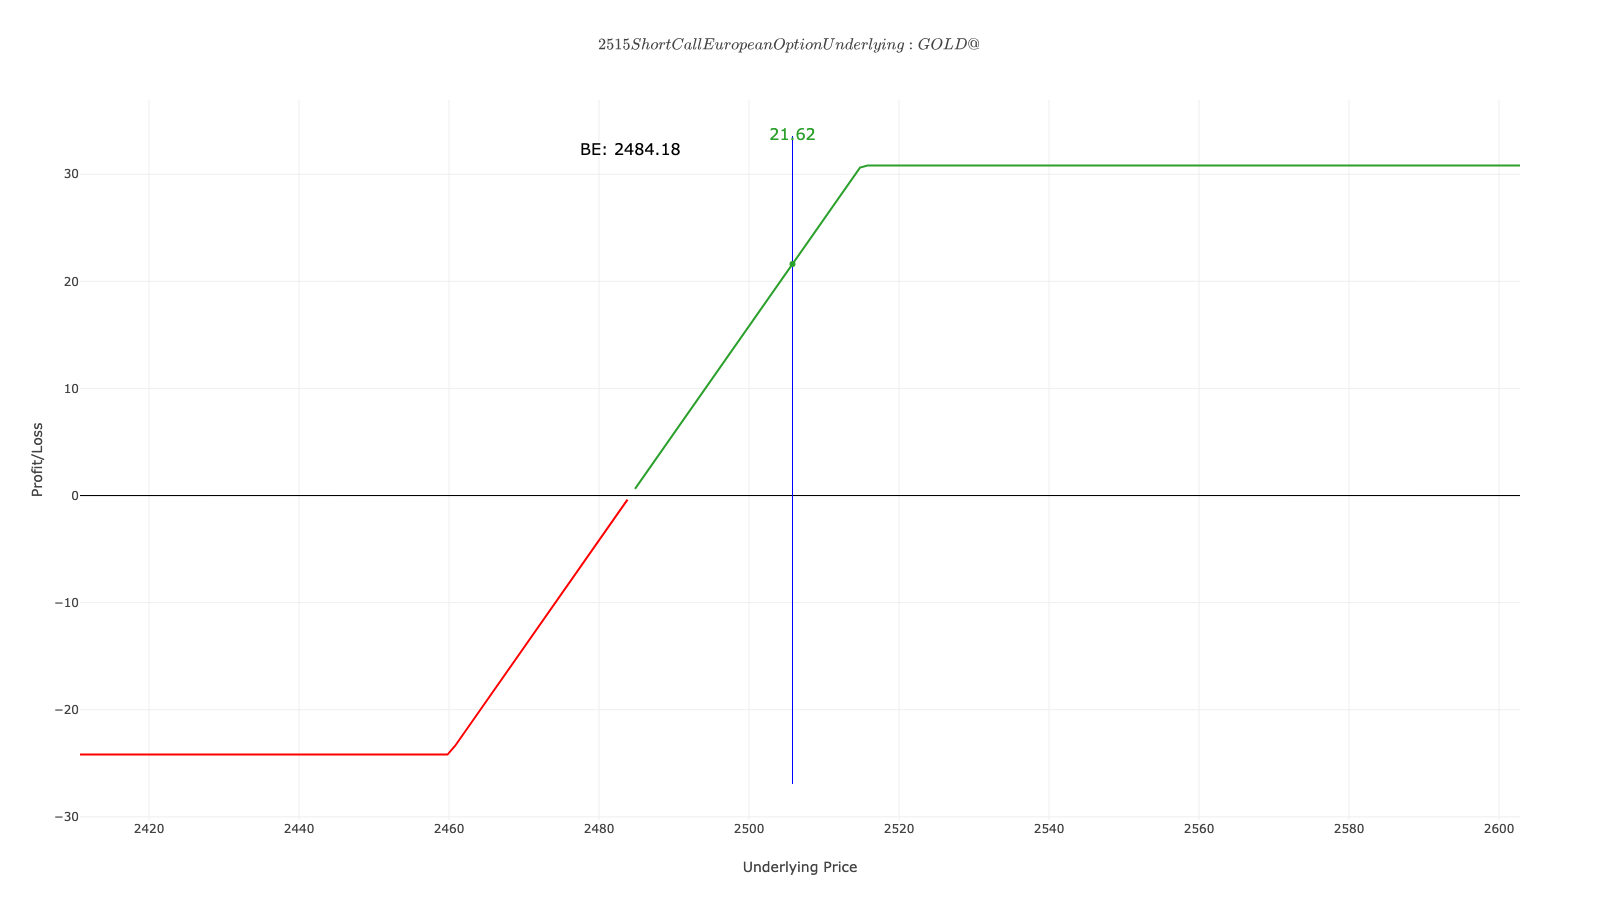 2515ShortCallEuropeanOptionUnderlying : GOLD@
21.62
BE: 2484.18
30
20
10
0
−10
−20
−30
Profit/Loss
2420 2440 2460 2480 2500 2520 2540 2560 2580 2600
Underlying Price